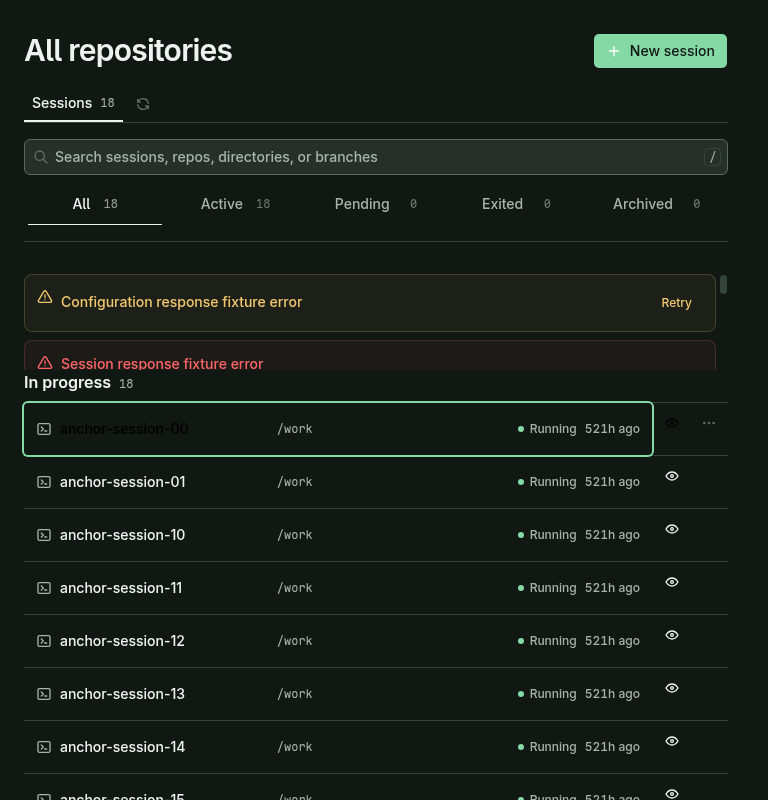 All repositories
New session
Sessions 18
Search sessions, repos, directories, or branches /
All 18 Active 18 Pending 0 Exited 0 Archived 0
Configuration response fixture error Retry
Session response fixture error
In progress 18
anchor-session-00 /work Running 521h ago
anchor-session-01 /work Running 521h ago
anchor-session-10 /work Running 521h ago
anchor-session-11 /work Running 521h ago
anchor-session-12 /work Running 521h ago
anchor-session-13 /work Running 521h ago
anchor-session-14 /work Running 521h ago
anchor-session-15 /work Running 521h ago